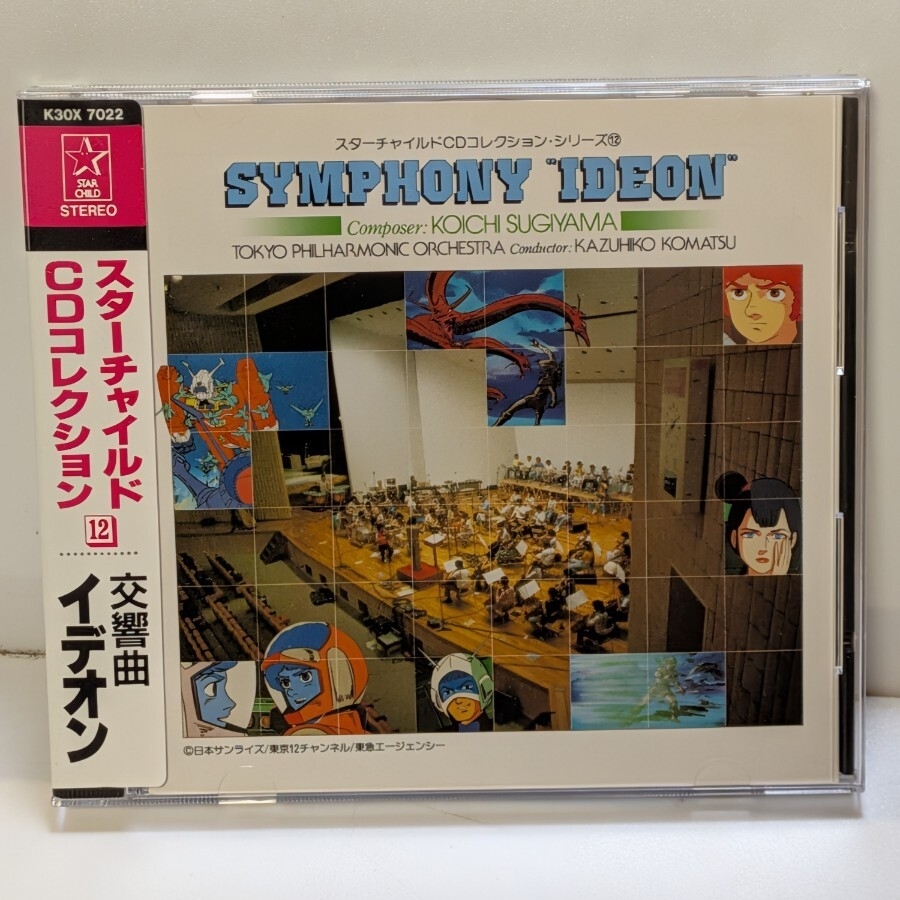 K30X 7022
STAR
CHILD
STEREO
スターチャイルド
CDコレクション
12
交響曲
イデオン
スターチャイルドCDコレクション・シリーズ⑫
SYMPHONY "IDEON"
Composer: KOICHI SUGIYAMA
TOKYO PHILHARMONIC ORCHESTRA Conductor: KAZUHIKO KOMATSU
©日本サンライズ/東京12チャンネル/東急エージェンシー